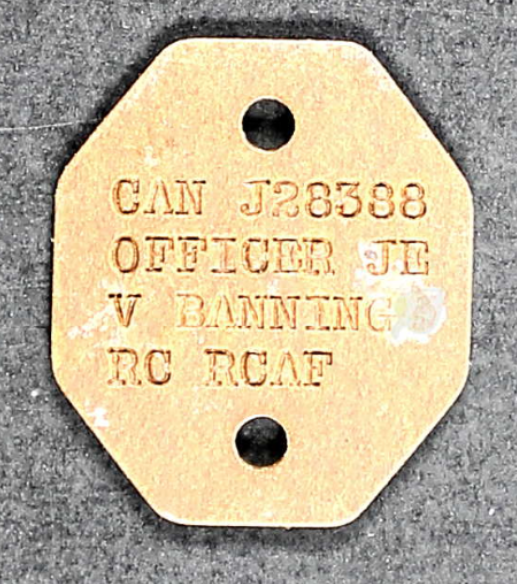 CAN J28388
OFFICER JE
V BANNING
RC RCAF